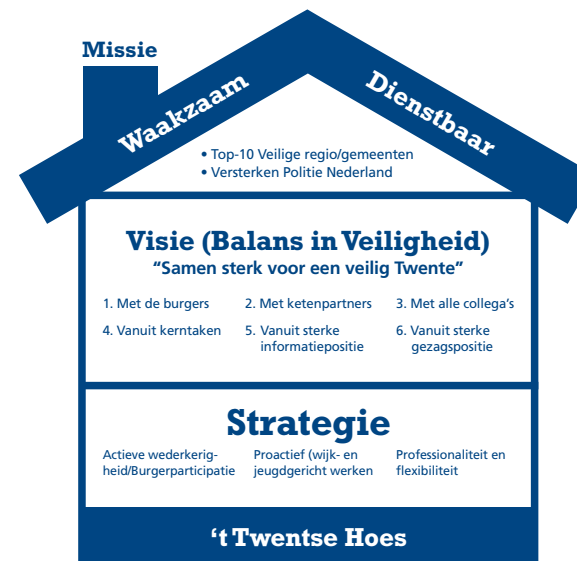 Missie
Waakzaam
Dienstbaar
• Top-10 Veilige regio/gemeenten
• Versterken Politie Nederland
Visie (Balans in Veiligheid)
“Samen sterk voor een veilig Twente”
1. Met de burgers
2. Met ketenpartners
3. Met alle collega’s
4. Vanuit kerntaken
5. Vanuit sterke
informatiepositie
6. Vanuit sterke
gezagspositie
Strategie
Actieve wederkerig-
heid/Burgerparticipatie
Proactief (wijk- en
jeugdgericht werken
Professionaliteit en
flexibiliteit
‘t Twentse Hoes